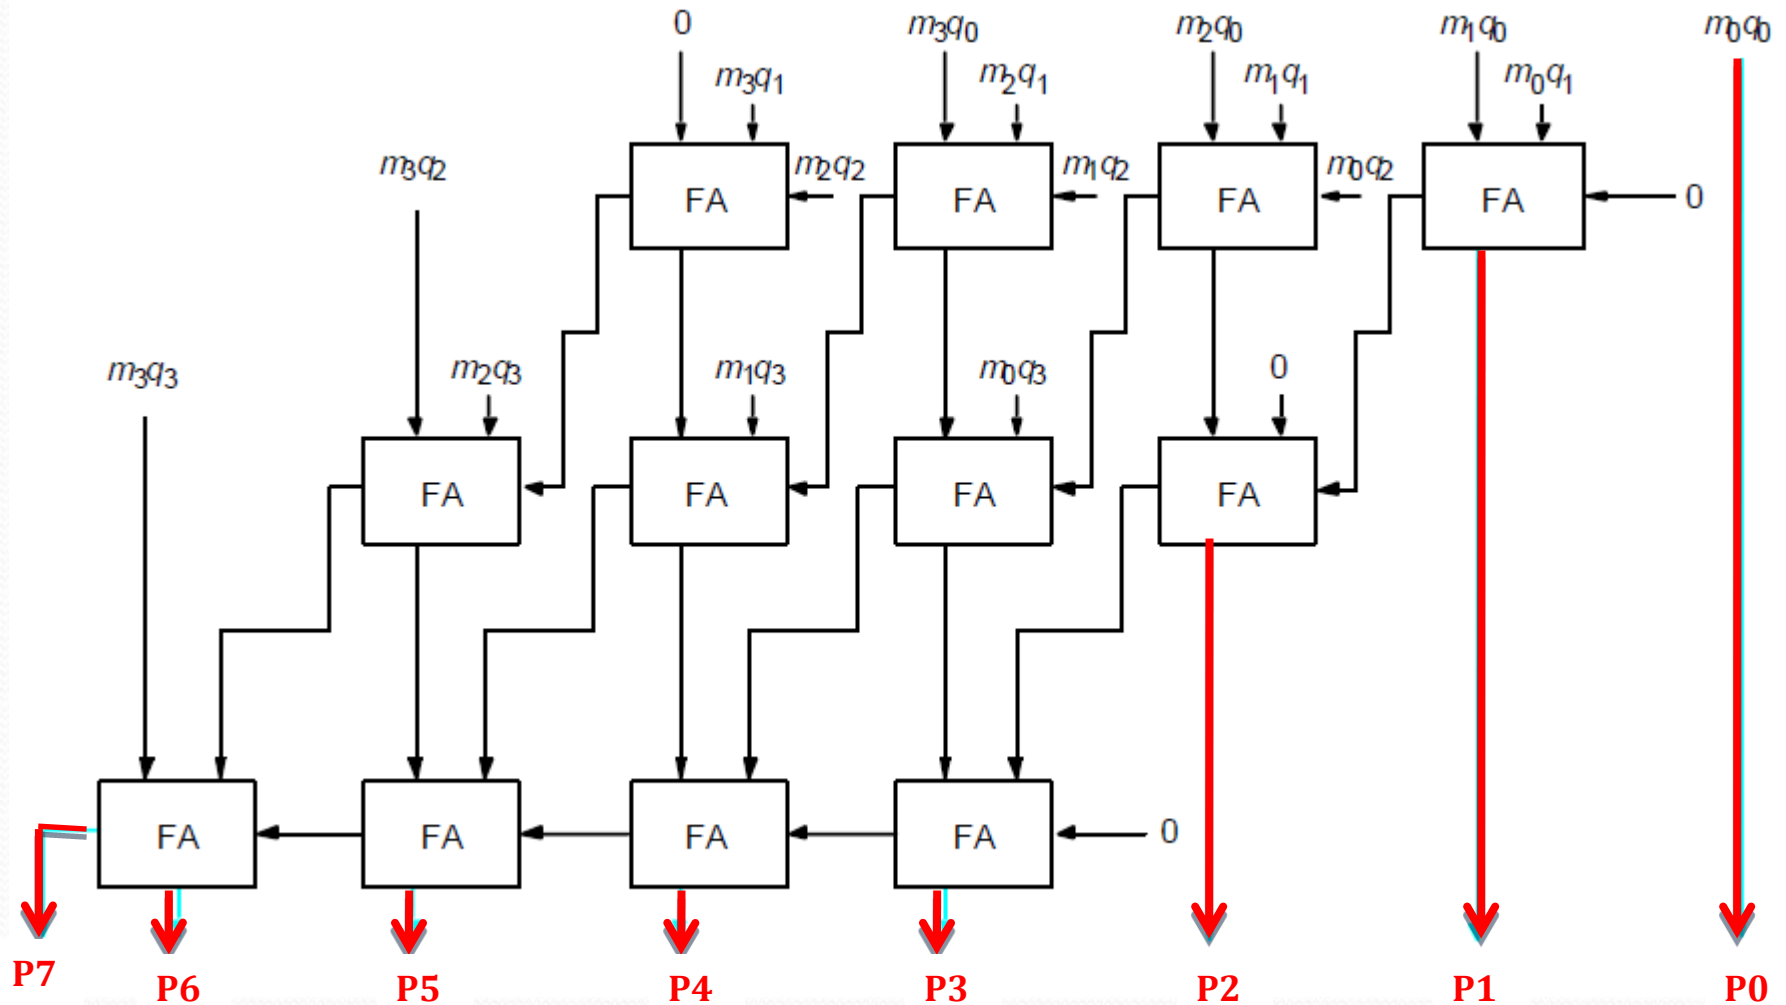 0 m₃q₀ m₂q₀ m₁q₀ m₀q₀
m₃q₁ m₂q₁ m₁q₁ m₀q₁
m₃q₂ m₂q₂ m₁q₂ m₀q₂
FA FA FA FA 0
m₃q₃ m₂q₃ m₁q₃ m₀q₃ 0
FA FA FA FA
FA FA FA FA 0
P7 P6 P5 P4 P3 P2 P1 P0